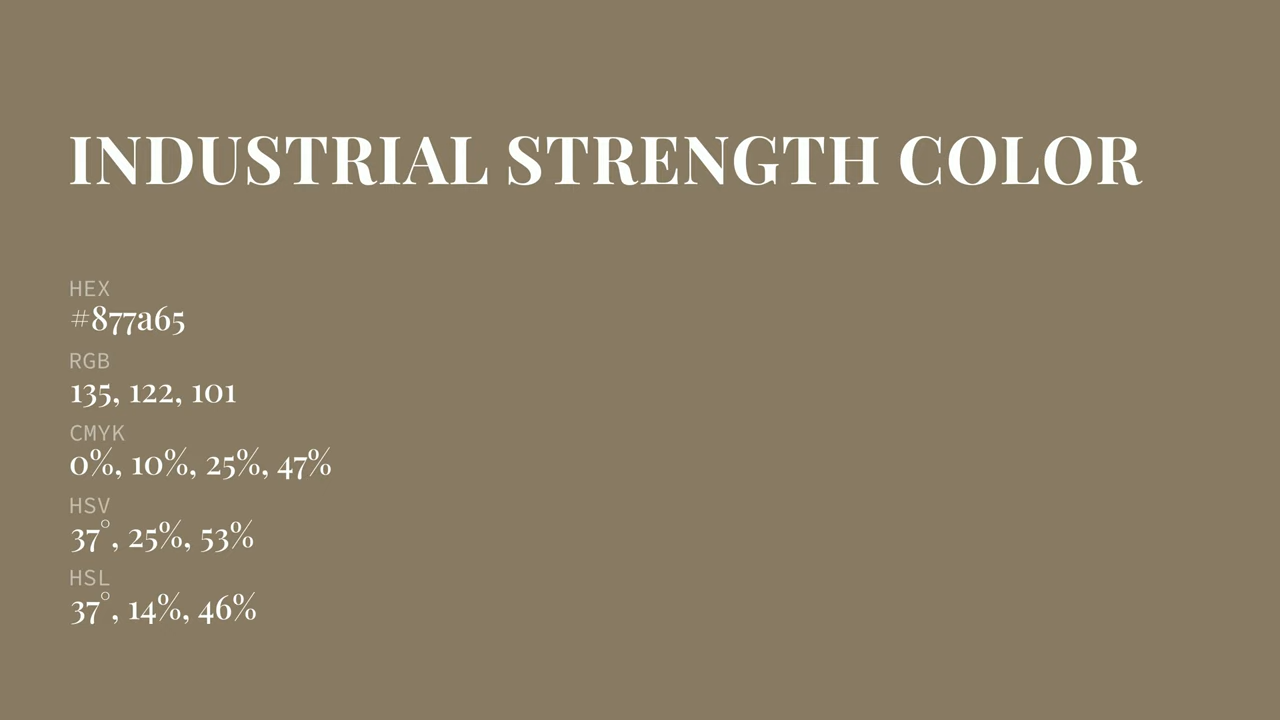 INDUSTRIAL STRENGTH COLOR
HEX
#877a65
RGB
135, 122, 101
CMYK
0%, 10%, 25%, 47%
HSV
37°, 25%, 53%
HSL
37°, 14%, 46%